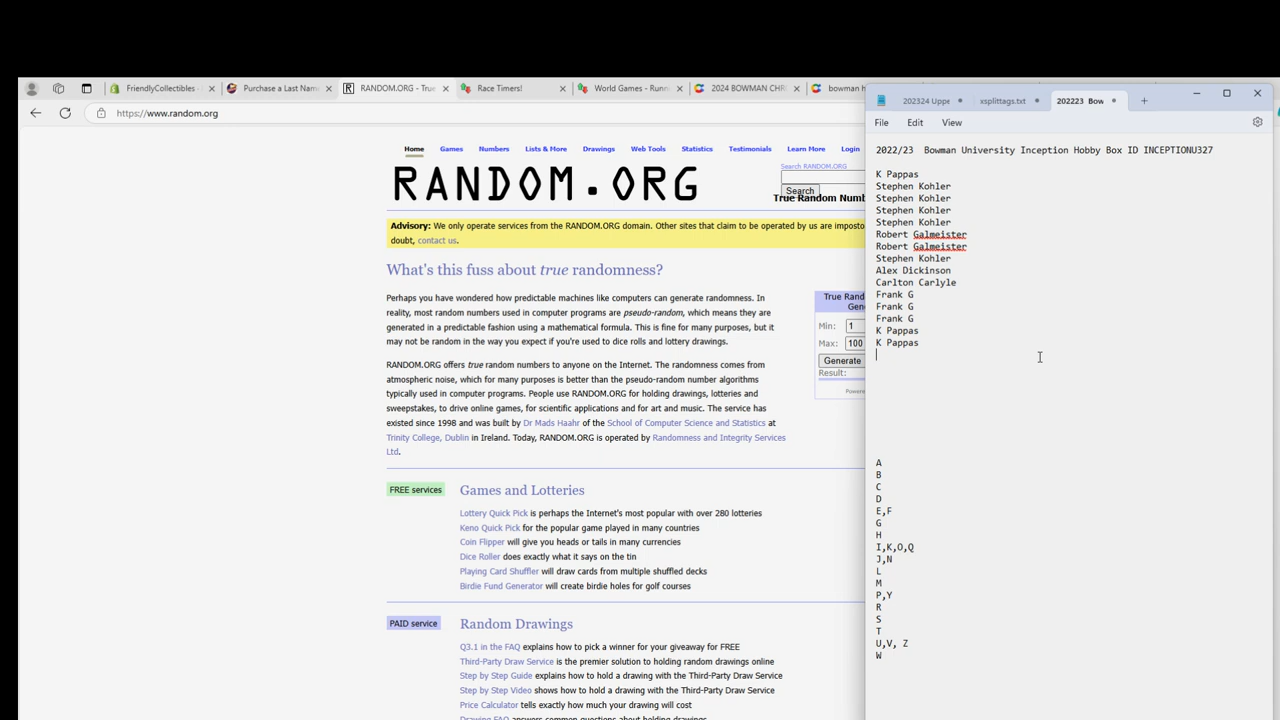 FriendlyCollectibles -
Purchase a Last Name
RANDOM.ORG - Tru
Race Timers!
World Games - Runn
2024 BOWMAN CHR
bowman h
https://www.random.org
Home Games Numbers Lists & More Drawings Web Tools Statistics Testimonials Learn More Login
RANDOM.ORG
Search RANDOM.ORG
Search
True Random Numb
Advisory: We only operate services from the RANDOM.ORG domain. Other sites that claim to be operated by us are imposto
doubt, contact us.
What's this fuss about true randomness?
Perhaps you have wondered how predictable machines like computers can generate randomness. In
reality, most random numbers used in computer programs are pseudo-random, which means they are
generated in a predictable fashion using a mathematical formula. This is fine for many purposes, but it
may not be random in the way you expect if you're used to dice rolls and lottery drawings.
RANDOM.ORG offers true random numbers to anyone on the Internet. The randomness comes from
atmospheric noise, which for many purposes is better than the pseudo-random number algorithms
typically used in computer programs. People use RANDOM.ORG for holding drawings, lotteries and
sweepstakes, to drive online games, for scientific applications and for art and music. The service has
existed since 1998 and was built by Dr Mads Haahr of the School of Computer Science and Statistics at
Trinity College, Dublin in Ireland. Today, RANDOM.ORG is operated by Randomness and Integrity Services
Ltd.
True Rand
Gen
Min: 1
Max: 100
Generate
Result:
Powere
FREE services
Games and Lotteries
Lottery Quick Pick is perhaps the Internet's most popular with over 280 lotteries
Keno Quick Pick for the popular game played in many countries
Coin Flipper will give you heads or tails in many currencies
Dice Roller does exactly what it says on the tin
Playing Card Shuffler will draw cards from multiple shuffled decks
Birdie Fund Generator will create birdie holes for golf courses
PAID service
Random Drawings
Q3.1 in the FAQ explains how to pick a winner for your giveaway for FREE
Third-Party Draw Service is the premier solution to holding random drawings online
Step by Step Guide explains how to hold a drawing with the Third-Party Draw Service
Step by Step Video shows how to hold a drawing with the Third-Party Draw Service
Price Calculator tells exactly how much your drawing will cost
Drawing FAQ answers common questions about holding drawings
202324 Uppe
xsplittags.txt
202223 Bow
File Edit View
2022/23 Bowman University Inception Hobby Box ID INCEPTIONU327
K Pappas
Stephen Kohler
Stephen Kohler
Stephen Kohler
Stephen Kohler
Robert Galmeister
Robert Galmeister
Stephen Kohler
Alex Dickinson
Carlton Carlyle
Frank G
Frank G
Frank G
K Pappas
K Pappas
A
B
C
D
E,F
G
H
I,K,O,Q
J,N
L
M
P,Y
R
S
T
U,V, Z
W